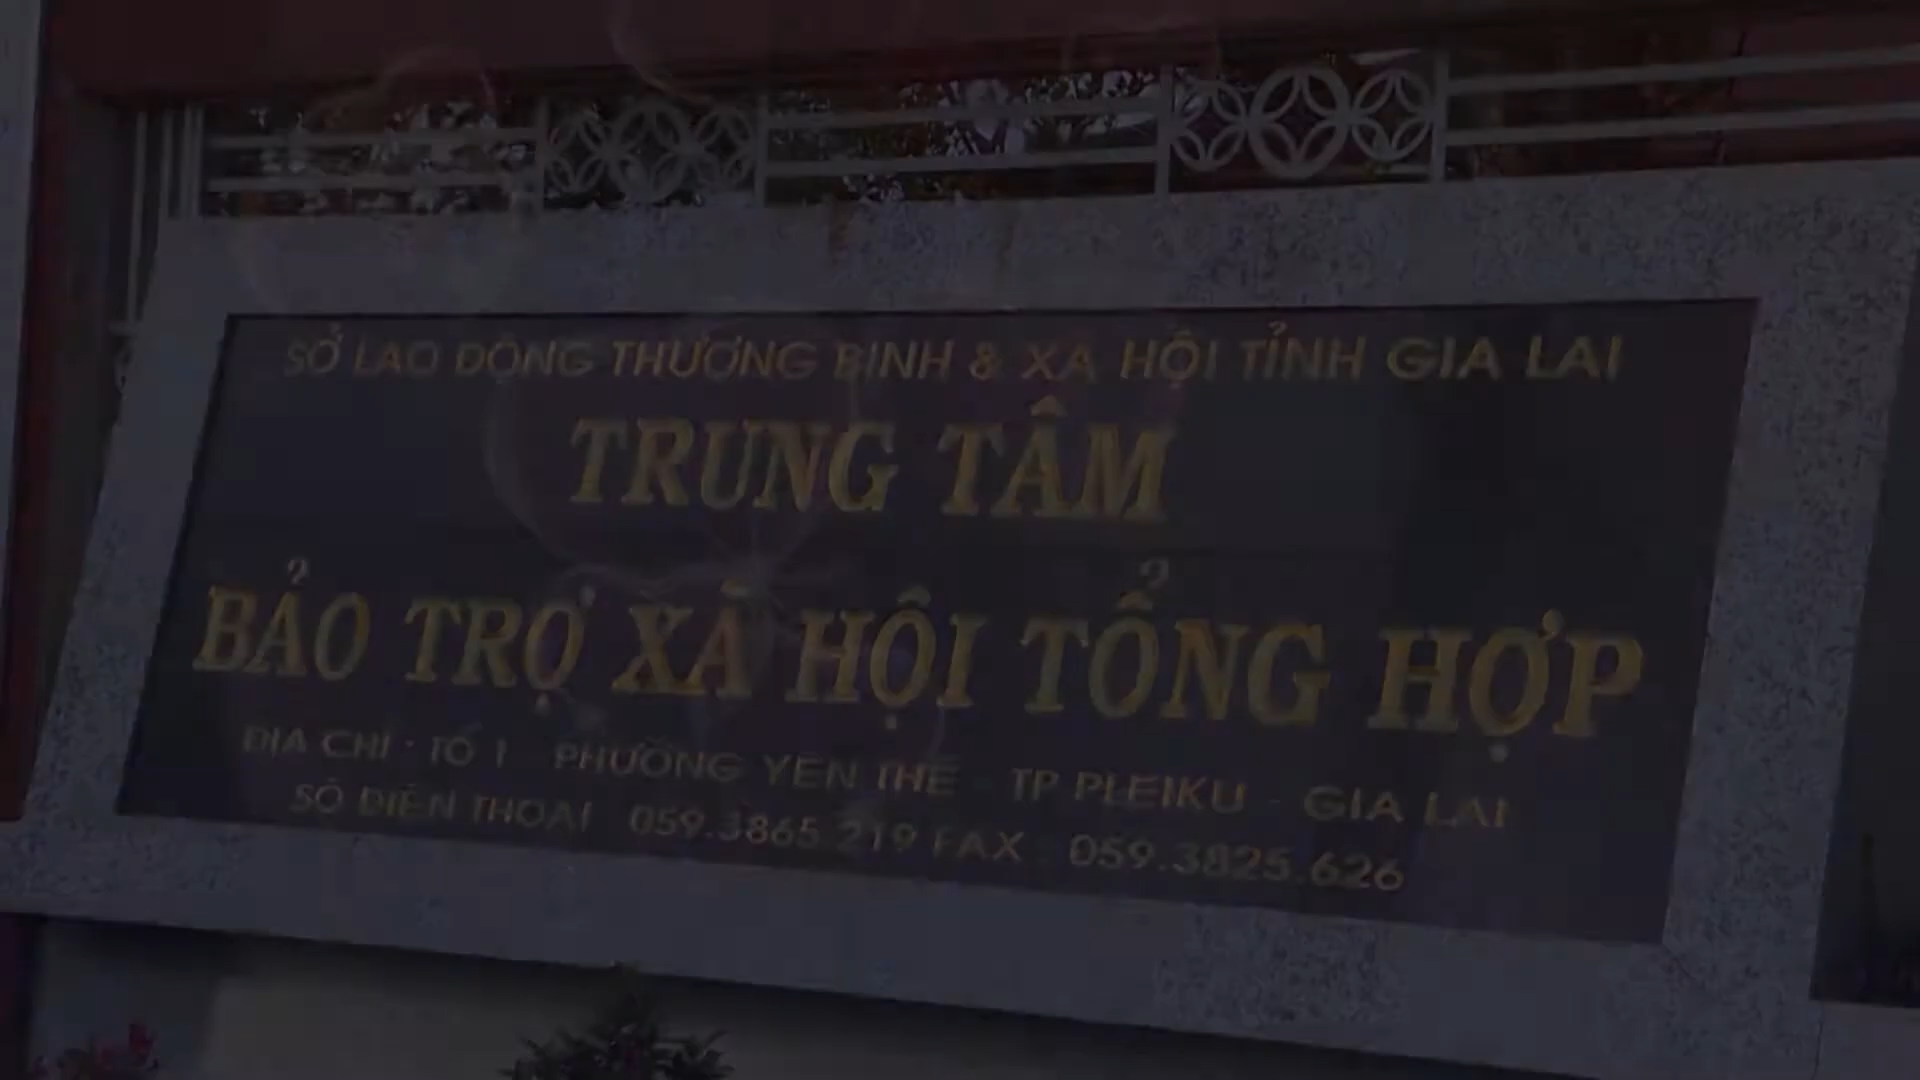 SỞ LAO ĐỘNG THƯƠNG BINH & XÃ HỘI TỈNH GIA LAI
TRUNG TÂM
BẢO TRỢ XÃ HỘI TỔNG HỢP
ĐỊA CHỈ : TỔ 1 - PHƯỜNG YÊN THẾ - TP PLEIKU - GIA LAI
SỐ ĐIỆN THOẠI : 059.3865.219 FAX : 059.3825.626